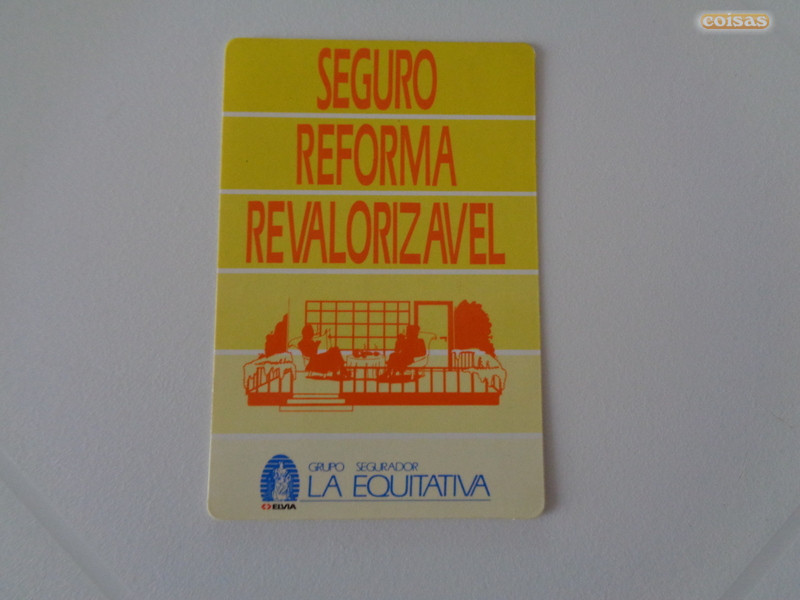 coisas
SEGURO
REFORMA
REVALORIZAVEL
GRUPO SEGURADOR
LA EQUITATIVA
ELVIA